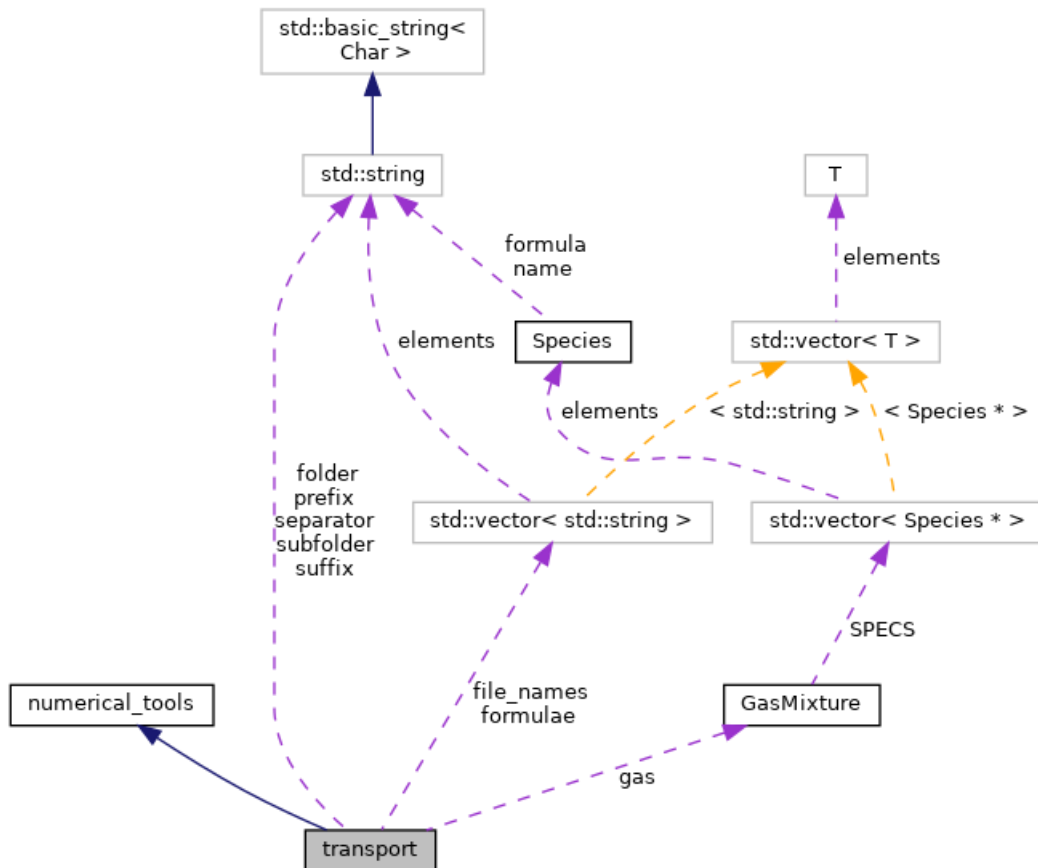 std::basic_string<
Char >
std::string
T
formula
name
elements
elements
Species
std::vector< T >
elements
< std::string >
< Species * >
folder
prefix
separator
subfolder
suffix
std::vector< std::string >
std::vector< Species * >
SPECS
numerical_tools
file_names
formulae
GasMixture
gas
transport